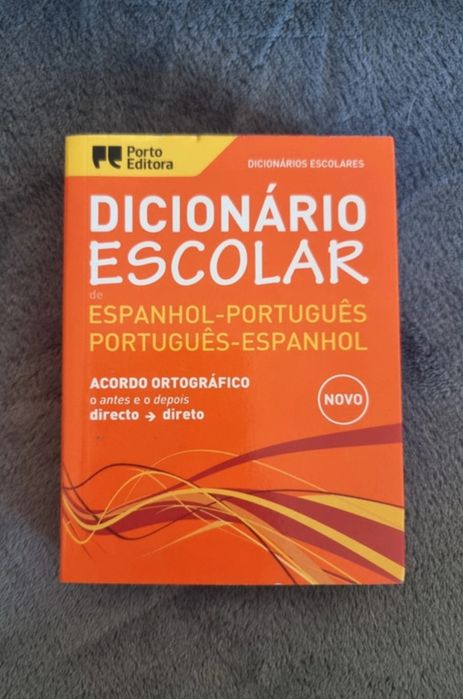 Porto
Editora
DICIONÁRIOS ESCOLARES
DICIONÁRIO
ESCOLAR
de
ESPANHOL-PORTUGUÊS
PORTUGUÊS-ESPANHOL
ACORDO ORTOGRÁFICO
o antes e o depois
directo → direto
NOVO